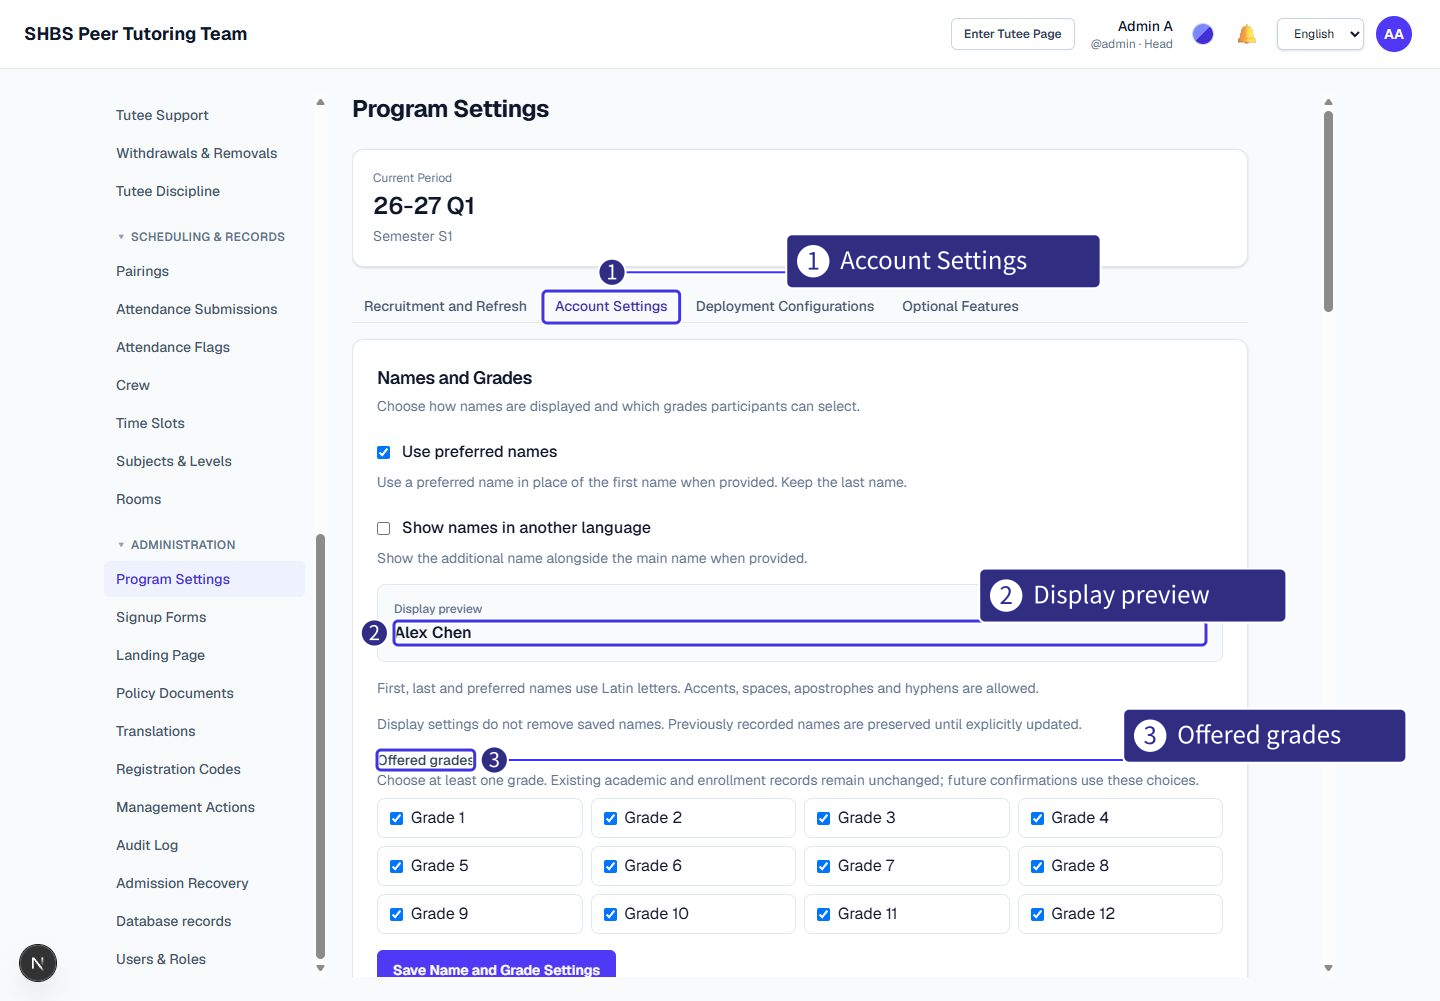 SHBS Peer Tutoring Team
Enter Tutee Page
Admin A
@admin · Head
English
AA
Tutee Support
Withdrawals & Removals
Tutee Discipline
SCHEDULING & RECORDS
Pairings
Attendance Submissions
Attendance Flags
Crew
Time Slots
Subjects & Levels
Rooms
ADMINISTRATION
Program Settings
Signup Forms
Landing Page
Policy Documents
Translations
Registration Codes
Management Actions
Audit Log
Admission Recovery
Database records
Users & Roles
N
Program Settings
Current Period
26-27 Q1
Semester S1
1
1 Account Settings
Recruitment and Refresh
Account Settings
Deployment Configurations
Optional Features
Names and Grades
Choose how names are displayed and which grades participants can select.
Use preferred names
Use a preferred name in place of the first name when provided. Keep the last name.
Show names in another language
Show the additional name alongside the main name when provided.
2 Display preview
Display preview
2
Alex Chen
First, last and preferred names use Latin letters. Accents, spaces, apostrophes and hyphens are allowed.
Display settings do not remove saved names. Previously recorded names are preserved until explicitly updated.
3 Offered grades
Offered grades
3
Choose at least one grade. Existing academic and enrollment records remain unchanged; future confirmations use these choices.
Grade 1
Grade 2
Grade 3
Grade 4
Grade 5
Grade 6
Grade 7
Grade 8
Grade 9
Grade 10
Grade 11
Grade 12
Save Name and Grade Settings